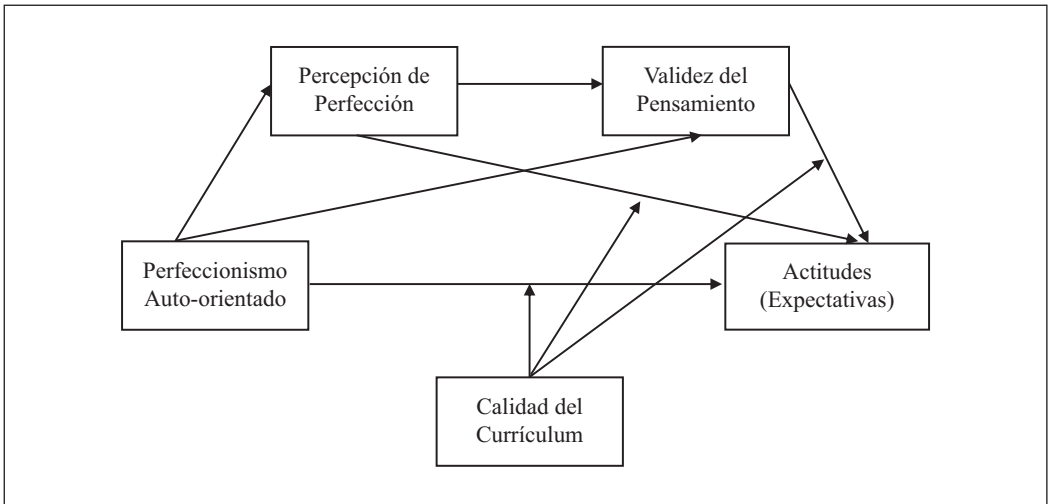 Percepción de
Perfección
Validez del
Pensamiento
Perfeccionismo
Auto-orientado
Actitudes
(Expectativas)
Calidad del
Currículum